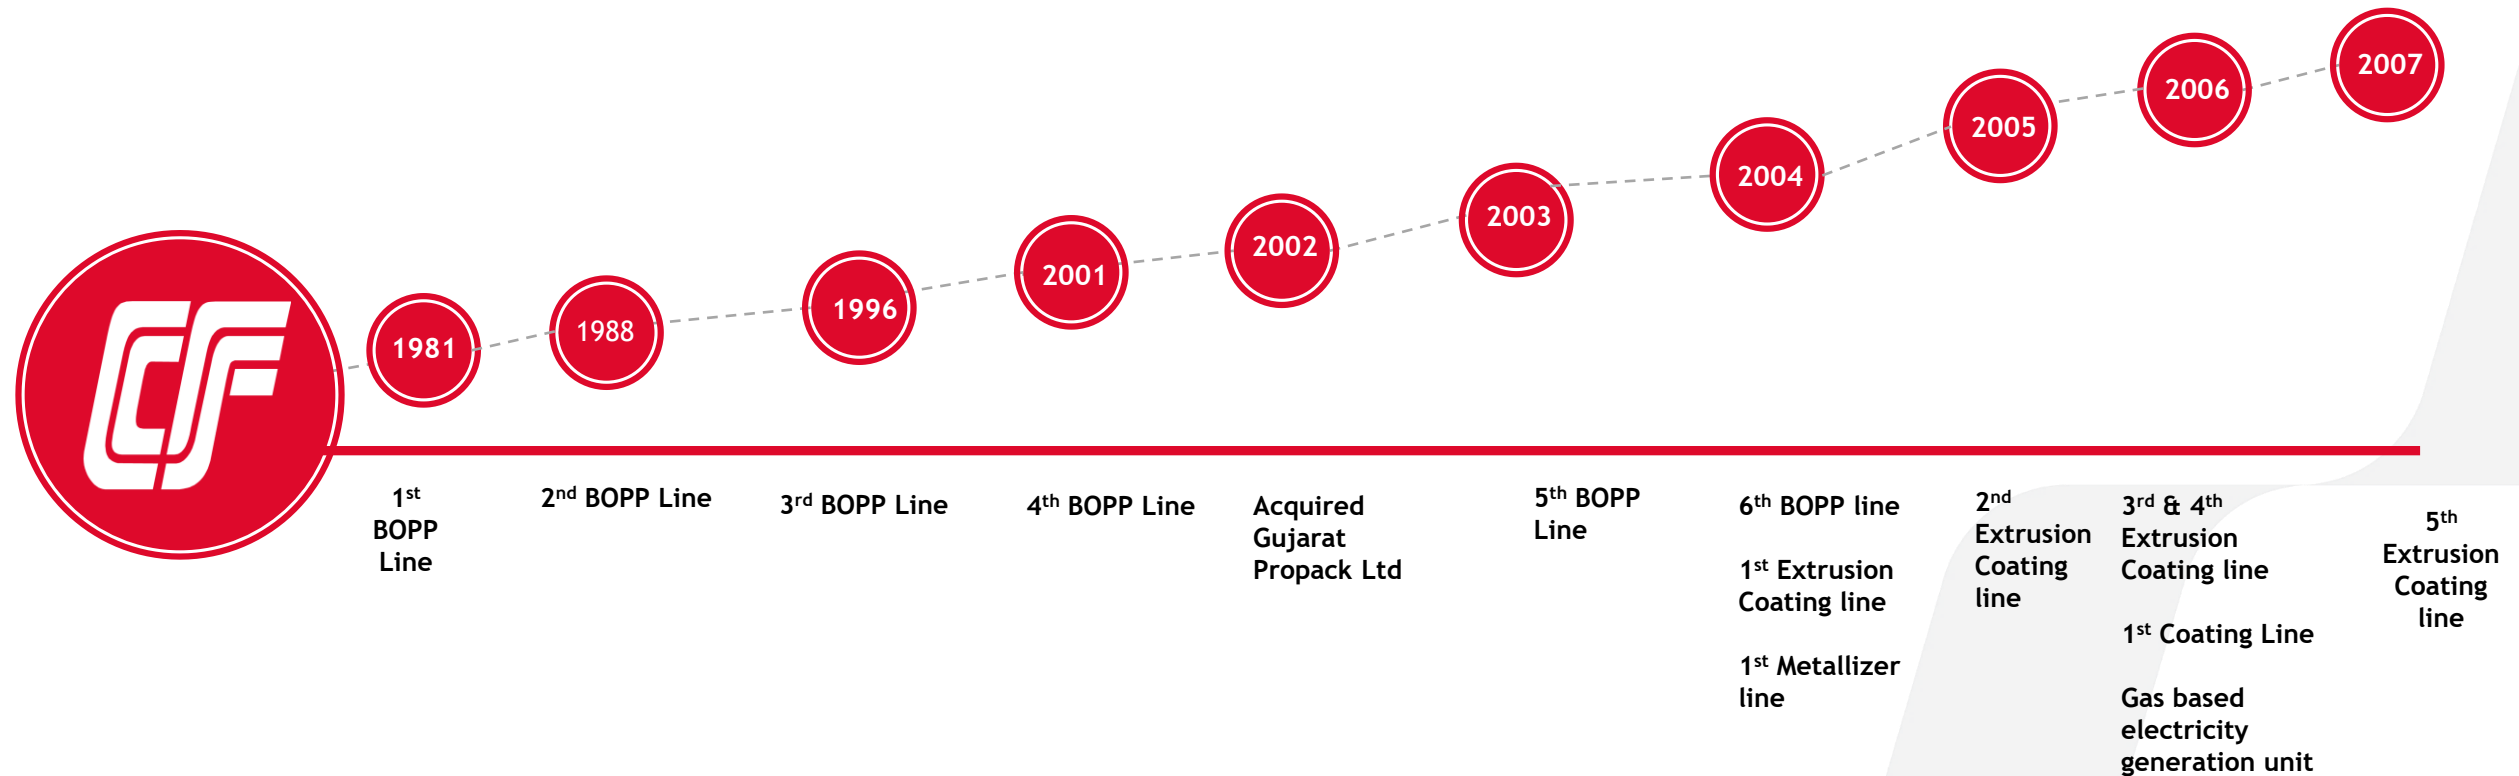 1981
1988
1996
2001
2002
2003
2004
2005
2006
2007
1st
BOPP
Line
2nd BOPP Line
3rd BOPP Line
4th BOPP Line
Acquired
Gujarat
Propack Ltd
5th BOPP
Line
6th BOPP line
1st Extrusion
Coating line
1st Metallizer
line
2nd
Extrusion
Coating
line
3rd & 4th
Extrusion
Coating line
1st Coating Line
Gas based
electricity
generation unit
5th
Extrusion
Coating
line